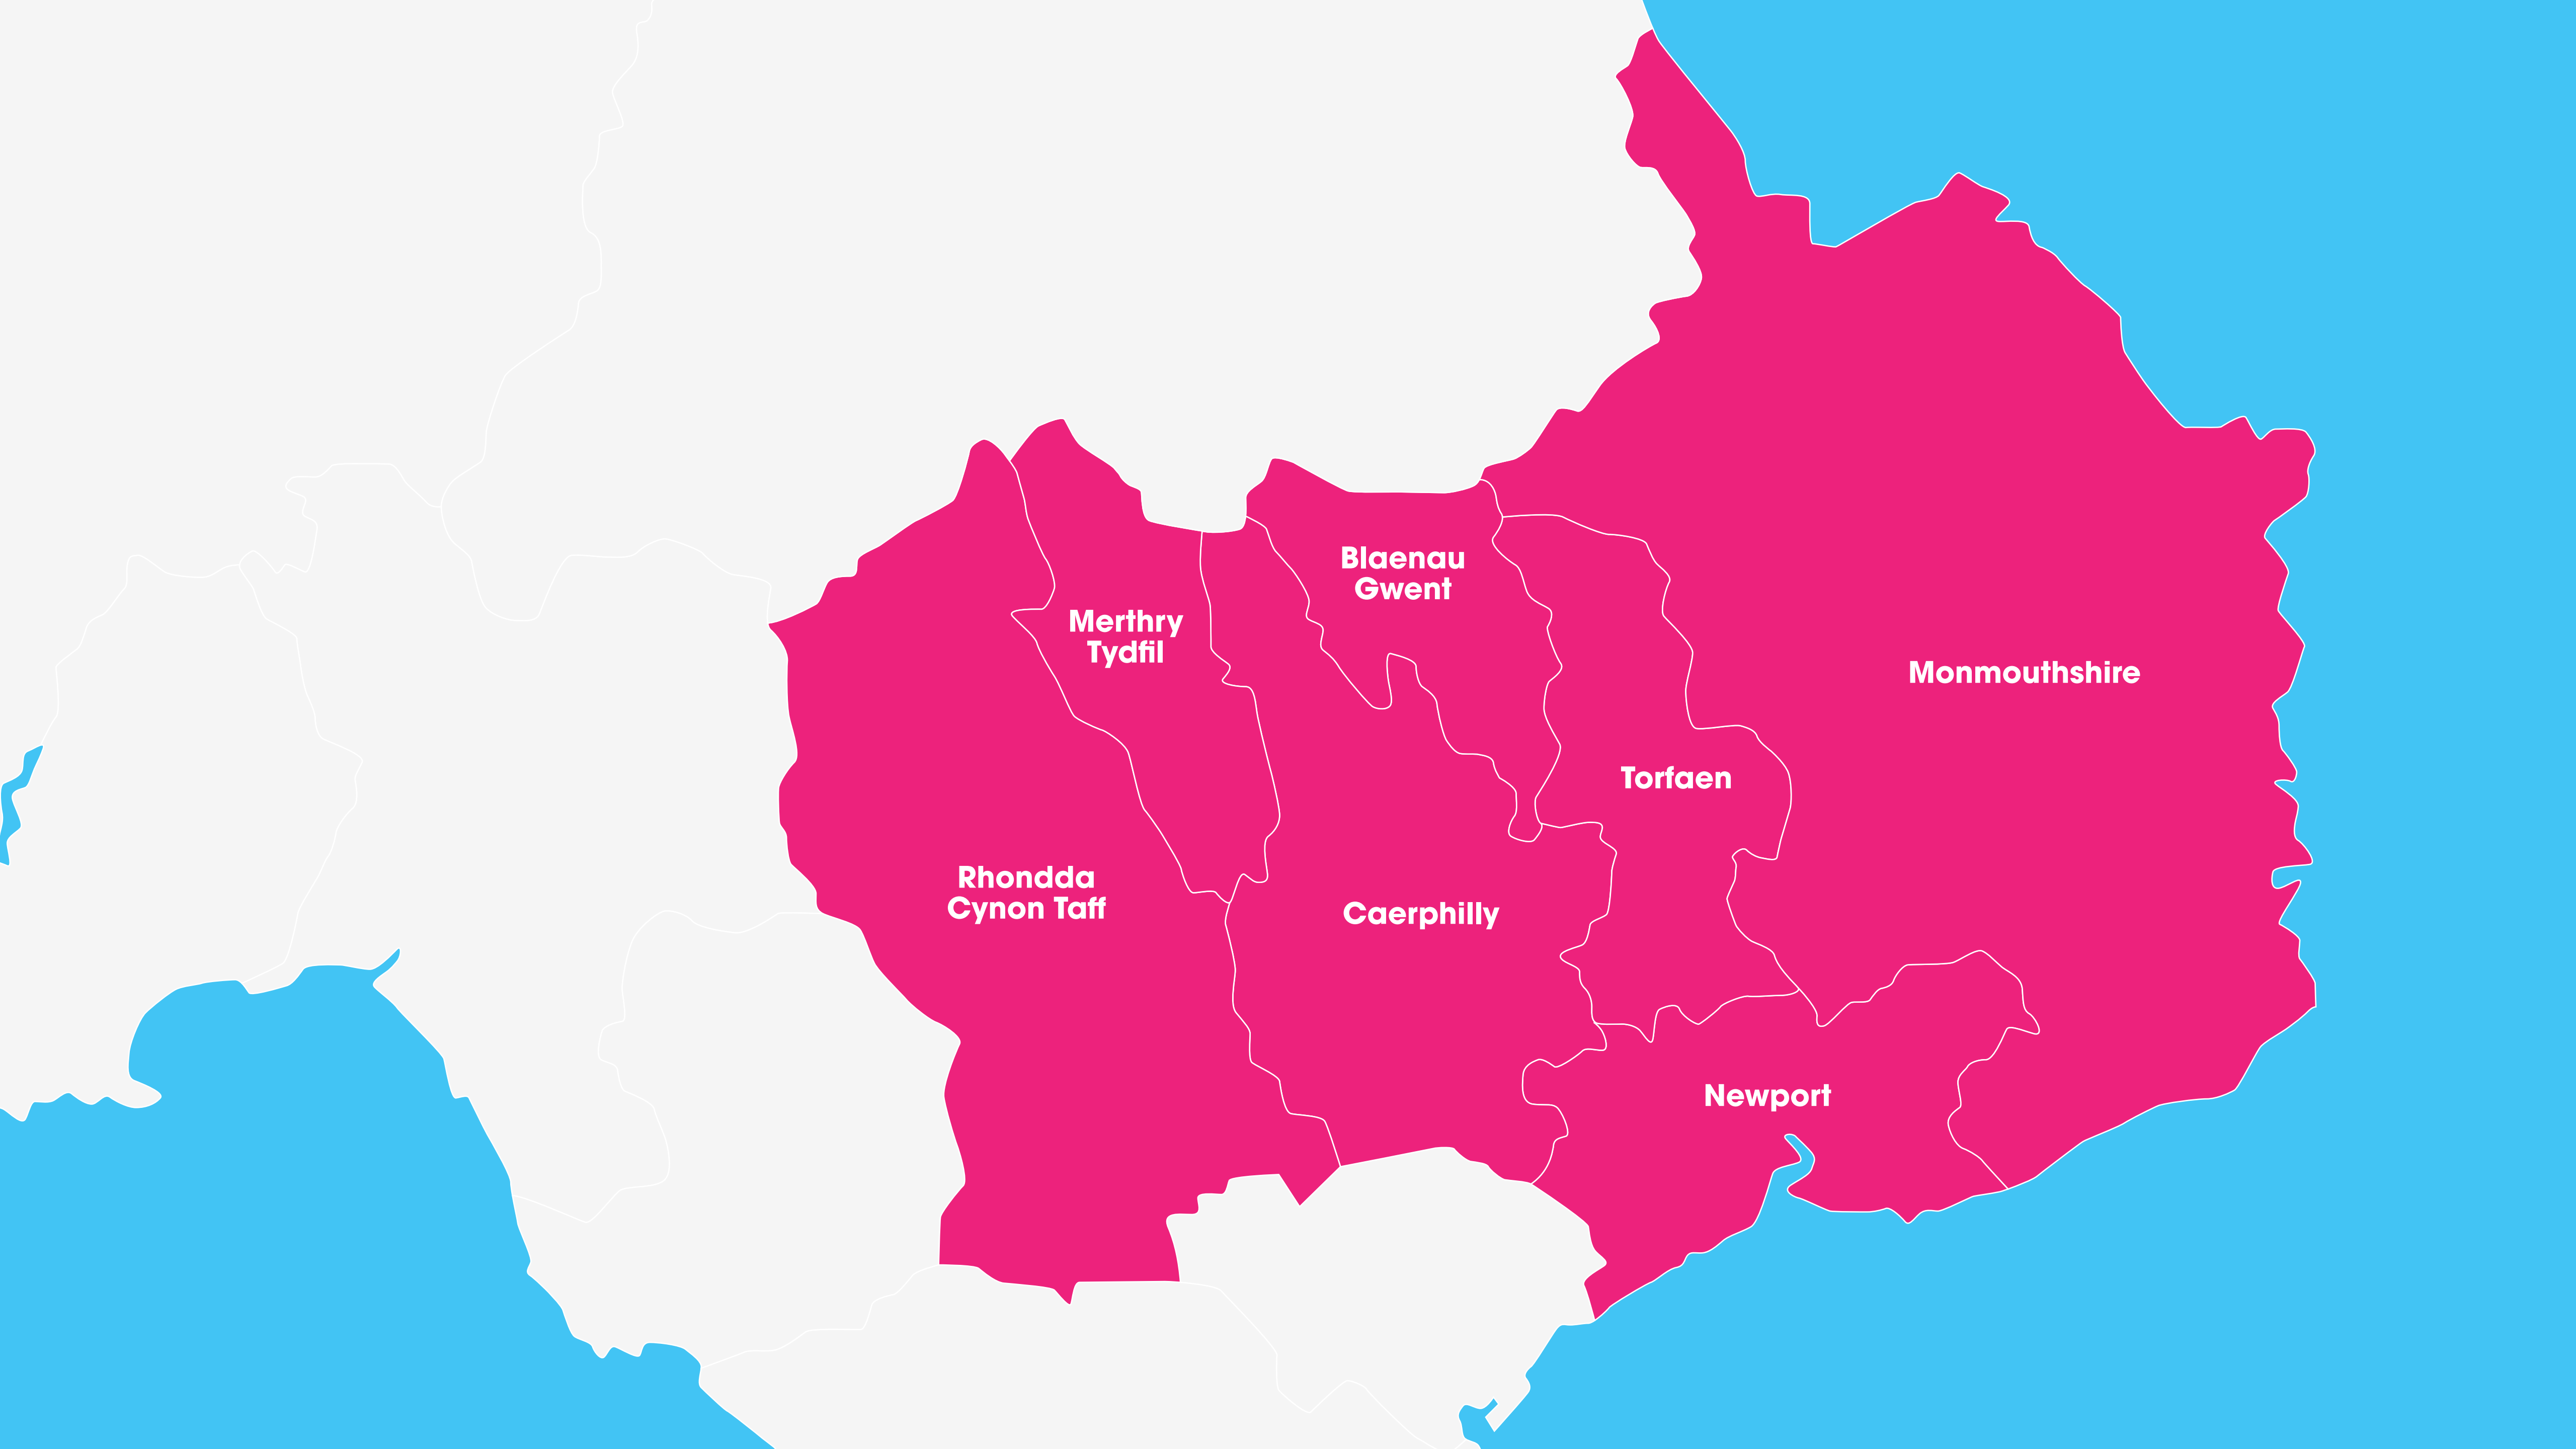 Blaenau
Gwent
Merthry
Tydfil
Monmouthshire
Torfaen
Rhondda
Cynon Taff
Caerphilly
Newport